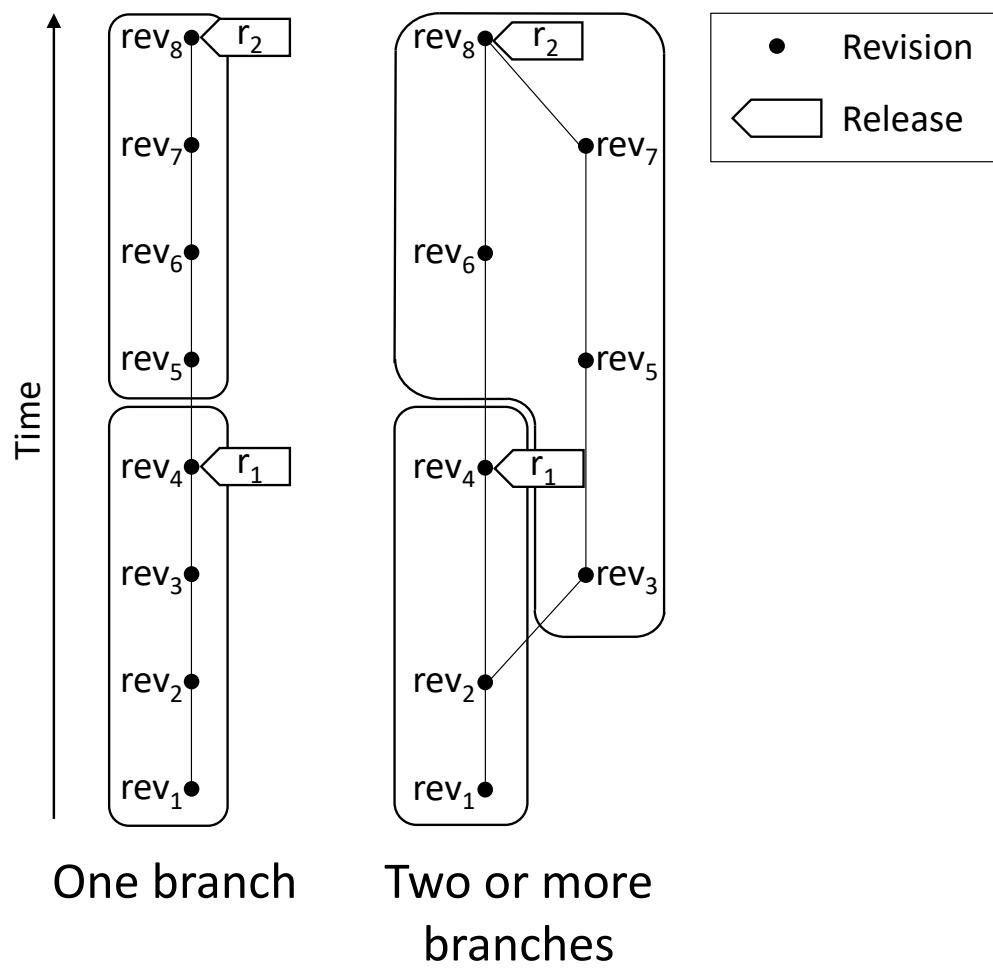 rev8
r2
rev7
rev6
rev5
rev4
r1
rev3
rev2
rev1
Time
One branch
rev8
r2
rev7
rev6
rev5
rev4
r1
rev3
rev2
rev1
Two or more
branches
Revision
Release